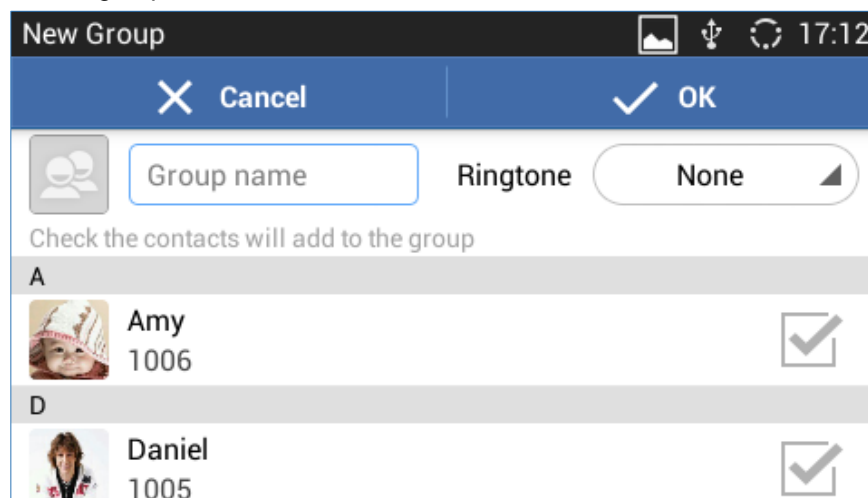 New Group 17:12
Cancel OK
Group name Ringtone None
Check the contacts will add to the group
A
Amy
1006
D
Daniel
1005